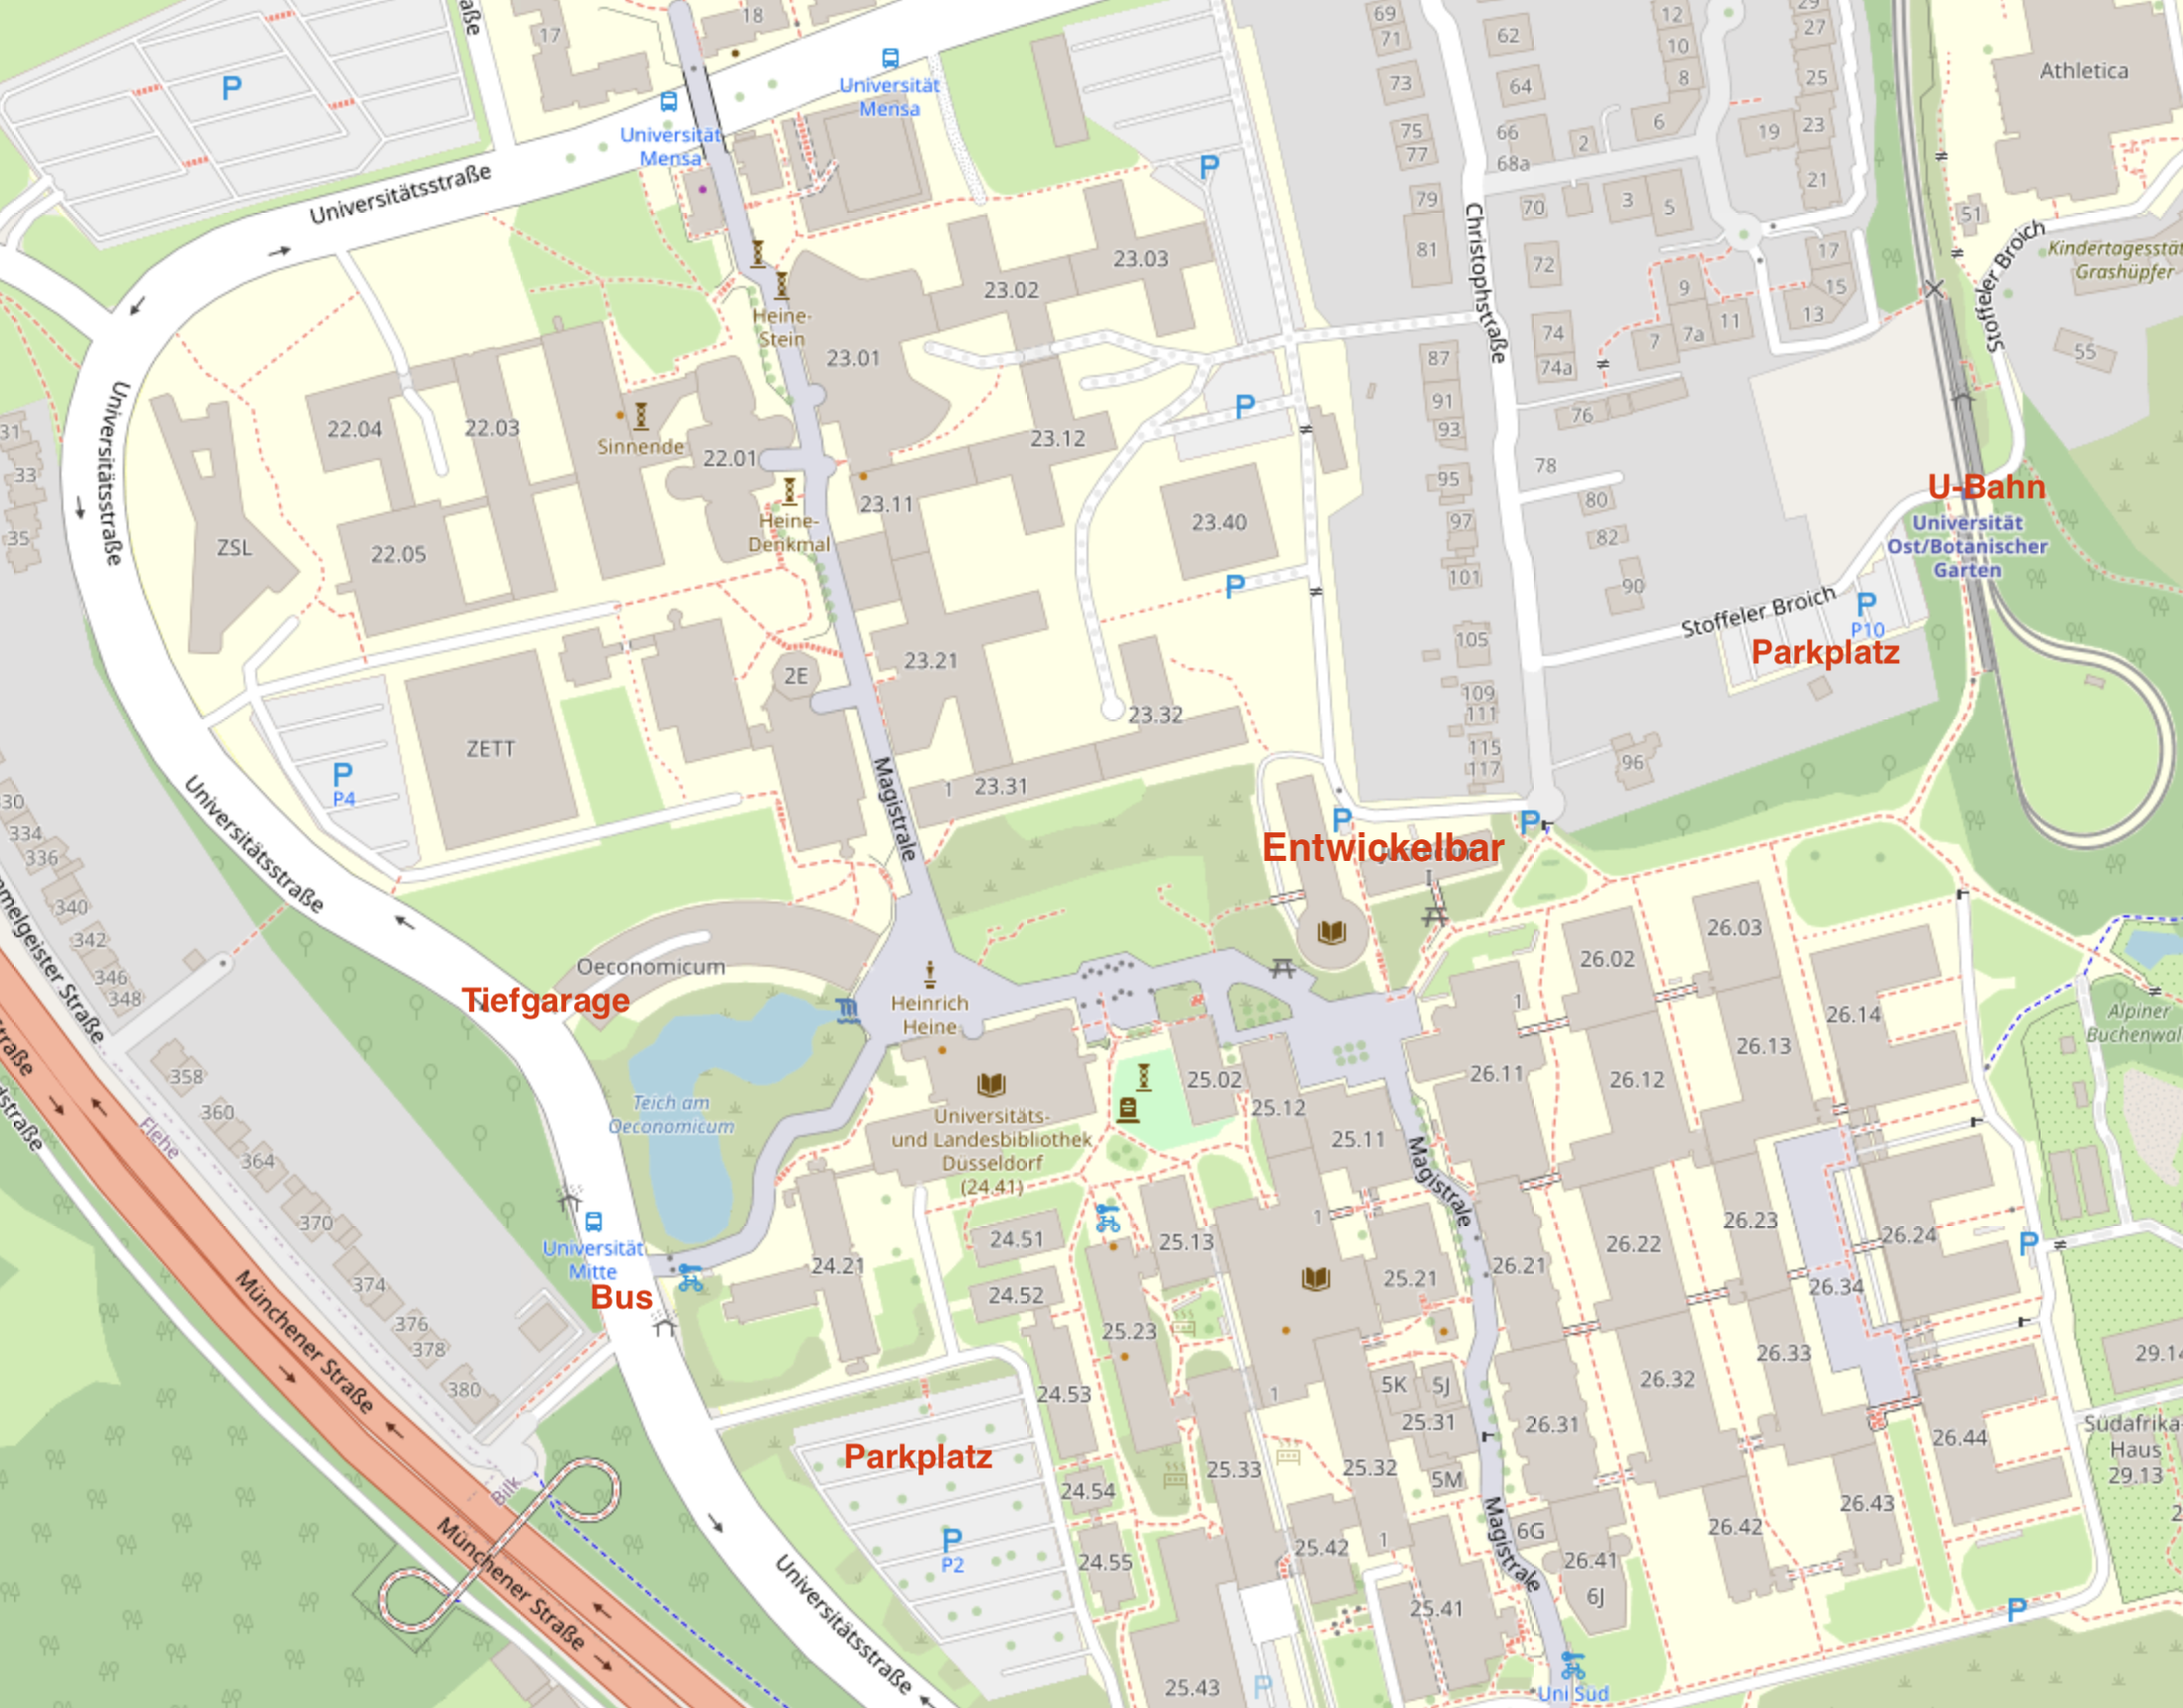 17
18
Universität
Mensa
Universität
Mensa
P
Universitätsstraße
69
71
73
75
77
79
81
62
64
66
68a
70
72
74
74a
76
78
80
82
90
96
12
10
8
6
2
3
5
9
7
7a
11
13
15
17
19
21
23
25
27
29
Athletica
51
55
Stoffeler Broich
Kindertagesstät
Grashüpfer
Christophstraße
P
23.03
23.02
23.01
Heine-
Stein
22.04
22.03
Sinnende
22.01
23.12
23.11
Heine-
Denkmal
22.05
ZSL
Universitätsstraße
31
33
35
P
23.40
P
87
91
93
95
97
101
105
109
111
115
117
U-Bahn
Universität
Ost/Botanischer
Garten
Stoffeler Broich
P
P10
Parkplatz
23.21
2E
23.32
23.31
1
ZETT
P
P4
Magistrale
Universitätsstraße
30
334
336
340
342
346
348
P
P
Entwickelbar
Oeconomicum
Tiefgarage
Heinrich
Heine
Teich am
Oeconomicum
Universitäts-
und Landesbibliothek
Düsseldorf
(24.41)
25.02
25.12
25.11
26.11
1
26.02
26.03
26.12
26.13
26.14
Alpiner
Buchenwal
358
360
364
370
374
376
378
380
Flehe
Bilk
Münchener Straße
Münchener Straße
Universität
Mitte
Bus
24.21
24.51
24.52
24.53
24.54
24.55
25.13
25.23
25.33
25.43
1
1
25.21
Magistrale
26.21
26.22
26.23
26.24
26.34
P
5K
5J
25.31
5M
25.32
25.42
1
25.41
26.31
26.32
26.33
26.44
26.43
26.42
26.41
6G
6J
Magistrale
29.14
Südafrika-
Haus
29.13
Parkplatz
P
P2
Universitätsstraße
P
P
Uni Süd